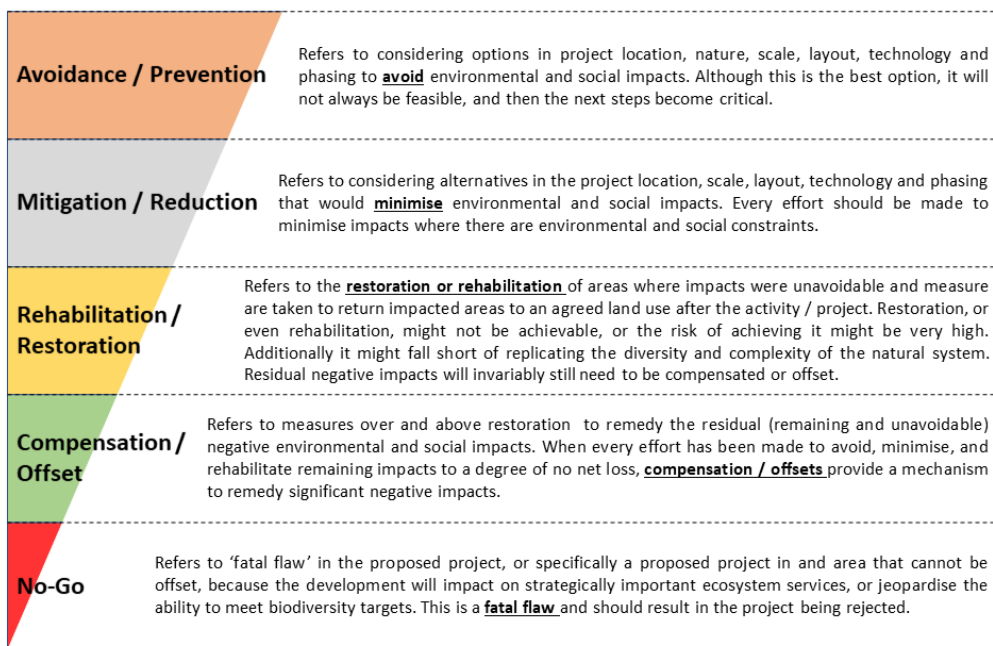 Avoidance / Prevention
Refers to considering options in project location, nature, scale, layout, technology and
phasing to avoid environmental and social impacts. Although this is the best option, it will
not always be feasible, and then the next steps become critical.
Mitigation / Reduction
Refers to considering alternatives in the project location, scale, layout, technology and phasing
that would minimise environmental and social impacts. Every effort should be made to
minimise impacts where there are environmental and social constraints.
Rehabilitation /
Restoration
Refers to the restoration or rehabilitation of areas where impacts were unavoidable and measure
are taken to return impacted areas to an agreed land use after the activity / project. Restoration, or
even rehabilitation, might not be achievable, or the risk of achieving it might be very high.
Additionally it might fall short of replicating the diversity and complexity of the natural system.
Residual negative impacts will invariably still need to be compensated or offset.
Compensation /
Offset
Refers to measures over and above restoration to remedy the residual (remaining and unavoidable)
negative environmental and social impacts. When every effort has been made to avoid, minimise, and
rehabilitate remaining impacts to a degree of no net loss, compensation / offsets provide a mechanism
to remedy significant negative impacts.
No-Go
Refers to ‘fatal flaw’ in the proposed project, or specifically a proposed project in and area that cannot be
offset, because the development will impact on strategically important ecosystem services, or jeopardise the
ability to meet biodiversity targets. This is a fatal flaw and should result in the project being rejected.